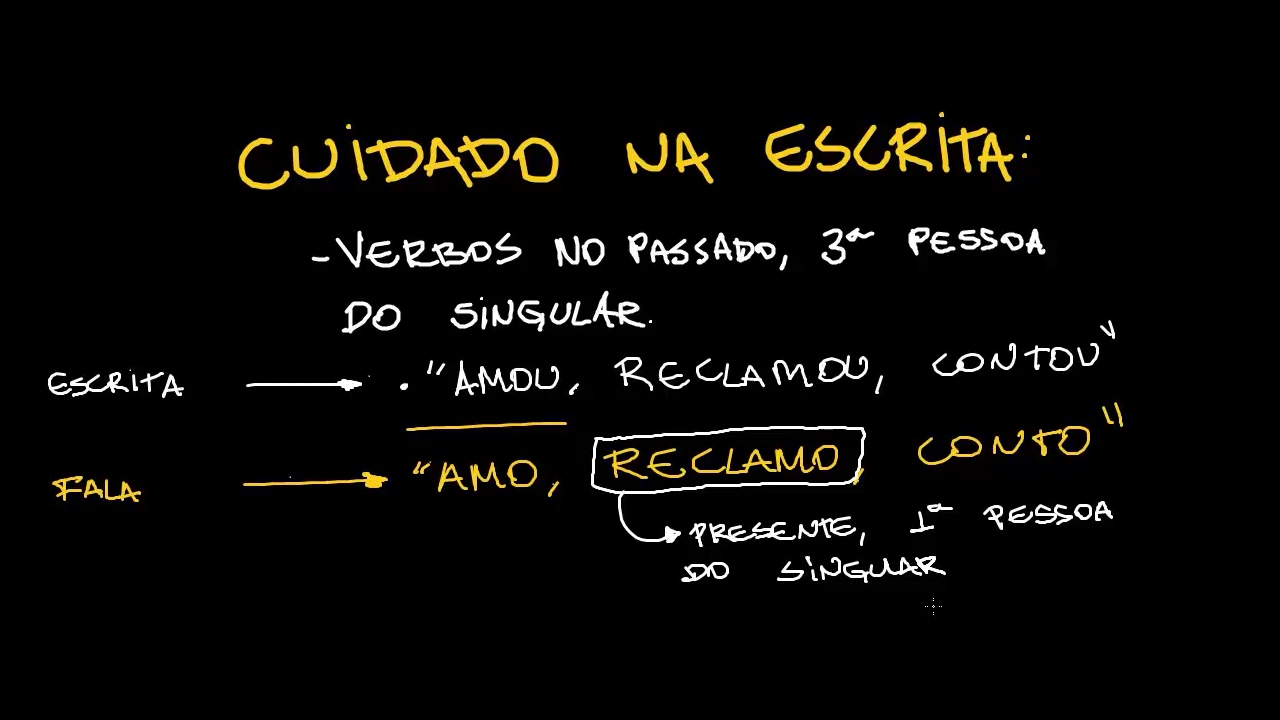 CUIDADO NA ESCRITA:
- VERBOS NO PASSADO, 3ª PESSOA
DO SINGULAR.
ESCRITA → . "AMOU, RECLAMOU, CONTOU"
FALA → "AMO, RECLAMO, CONTO"
PRESENTE, 1ª PESSOA
DO SINGULAR